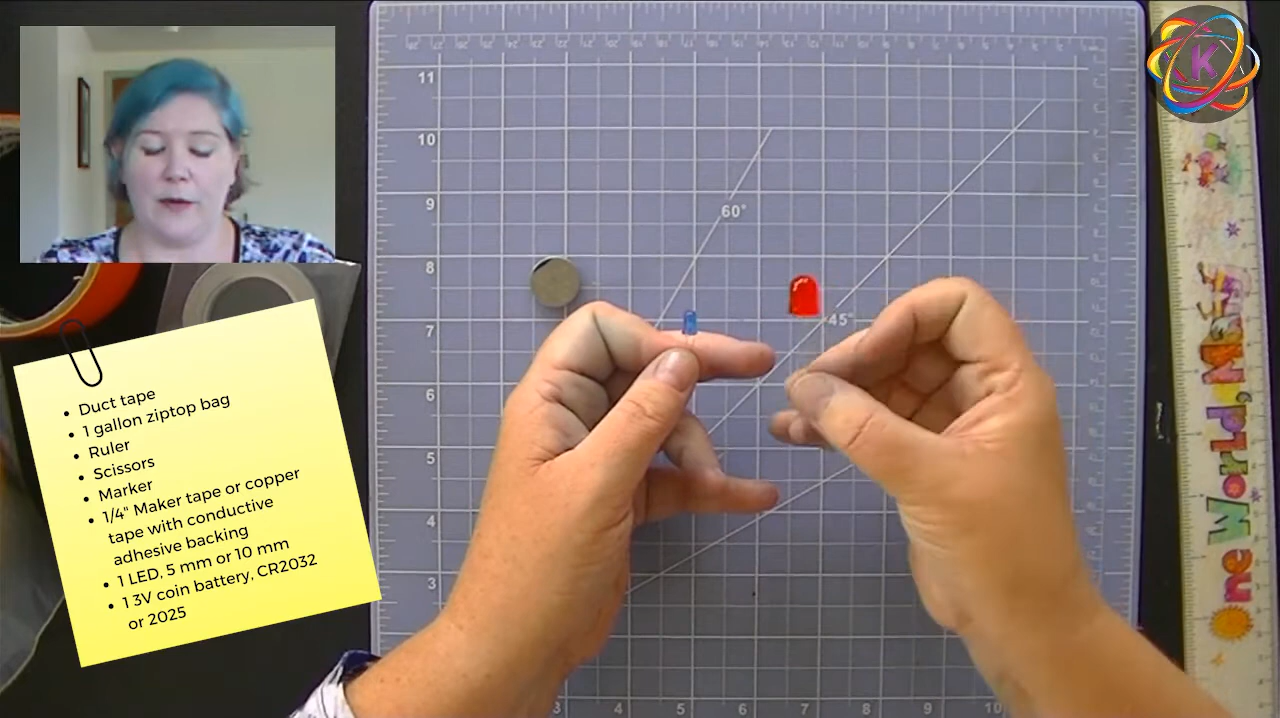 K
11
10
9
8
7
6
5
4
3
60°
45°
3 4 5 6 7 8 9 10
• Duct tape
• 1 gallon ziptop bag
• Ruler
• Scissors
• Marker
• 1/4" Maker tape or copper
tape with conductive
adhesive backing
• 1 LED, 5 mm or 10 mm
• 1 3V coin battery, CR2032
or 2025
One World, Many